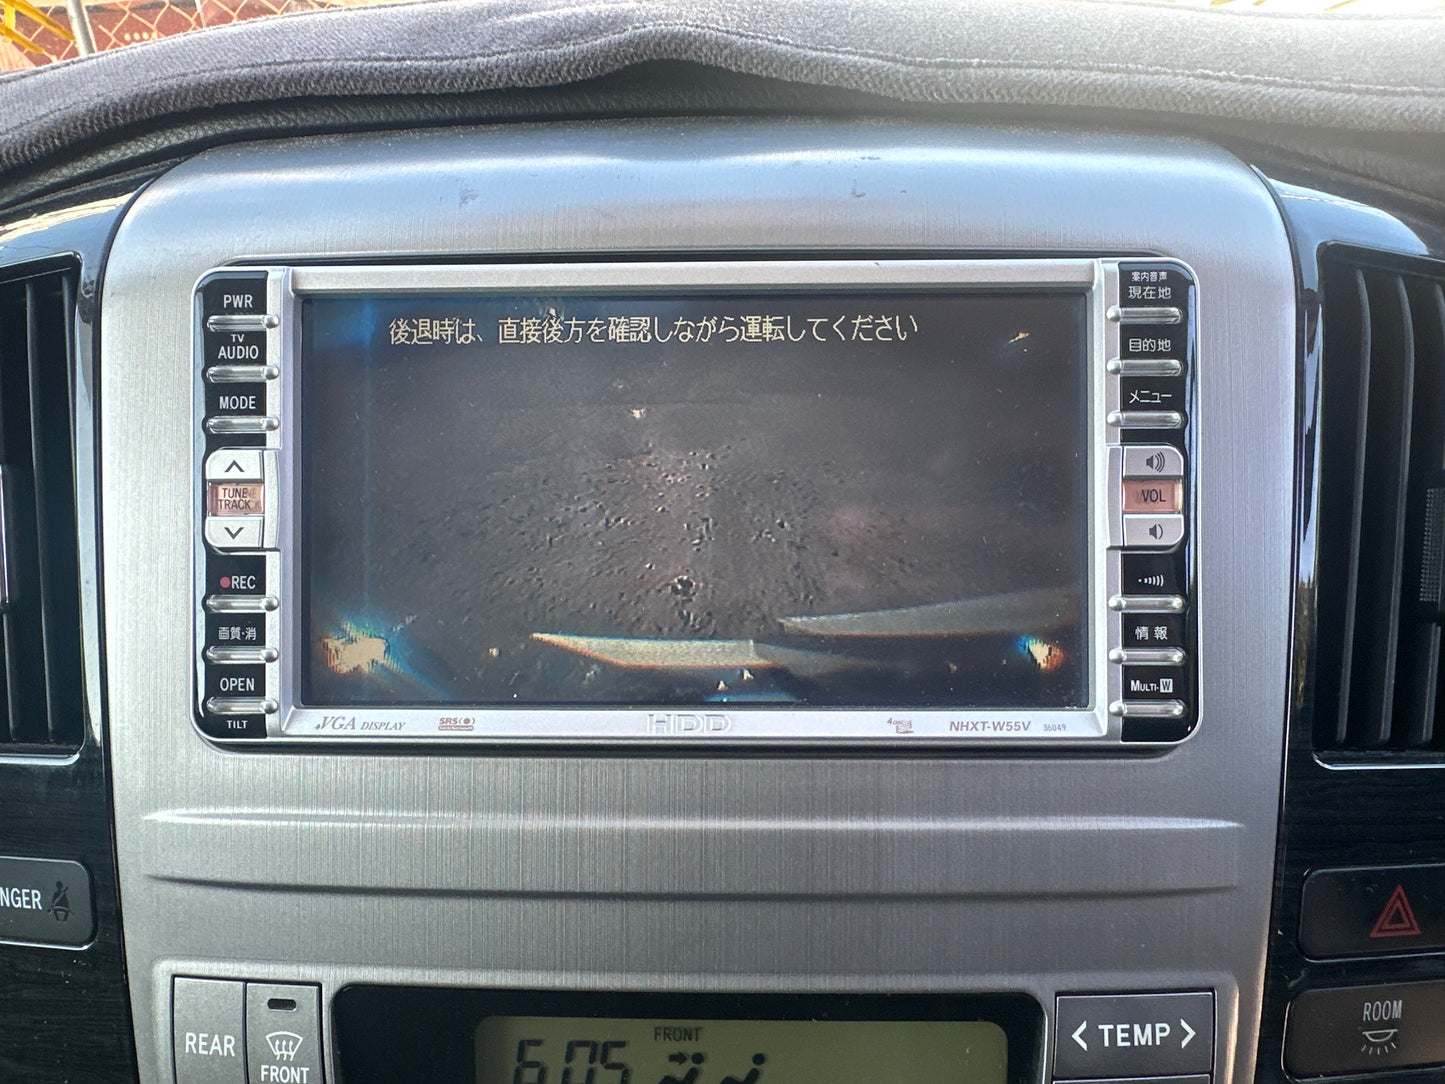 後退時は、直接後方を確認しながら運転してください
PWR
TV
AUDIO
MODE
TUNE
TRACK
REC
画質・消
OPEN
TILT
案内音声
現在地
目的地
メニュー
VOL
情報
MULTI-W
VGA DISPLAY
SRS
HDD
NHXT-W55V
36049
NGER
REAR
FRONT
FRONT
6:05
< TEMP >
ROOM